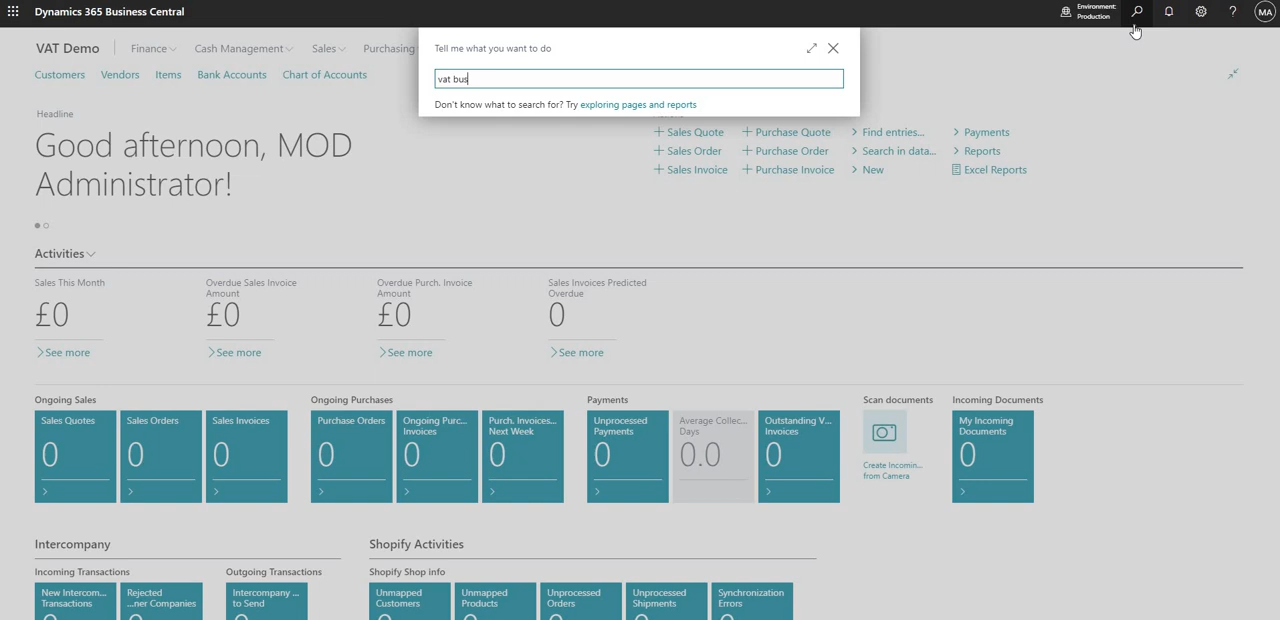 Dynamics 365 Business Central
Environment:
Production
MA
VAT Demo
Finance
Cash Management
Sales
Purchasing
Customers
Vendors
Items
Bank Accounts
Chart of Accounts
Tell me what you want to do
vat bus
Don't know what to search for? Try exploring pages and reports
Headline
Good afternoon, MOD
Administrator!
+ Sales Quote
+ Purchase Quote
> Find entries...
> Payments
+ Sales Order
+ Purchase Order
> Search in data...
> Reports
+ Sales Invoice
+ Purchase Invoice
> New
Excel Reports
Activities
Sales This Month
£0
>See more
Overdue Sales Invoice
Amount
£0
>See more
Overdue Purch. Invoice
Amount
£0
>See more
Sales Invoices Predicted
Overdue
0
>See more
Ongoing Sales
Sales Quotes
0
Sales Orders
0
Sales Invoices
0
Ongoing Purchases
Purchase Orders
0
Ongoing Purc...
Invoices
0
Purch. Invoices...
Next Week
0
Payments
Unprocessed
Payments
0
Average Collec...
Days
0.0
Outstanding V...
Invoices
0
Scan documents
Create Incomin...
from Camera
Incoming Documents
My Incoming
Documents
0
Intercompany
Incoming Transactions
New Intercom...
Transactions
Rejected
...ner Companies
Outgoing Transactions
Intercompany ...
to Send
Shopify Activities
Shopify Shop info
Unmapped
Customers
Unmapped
Products
Unprocessed
Orders
Unprocessed
Shipments
Synchronization
Errors